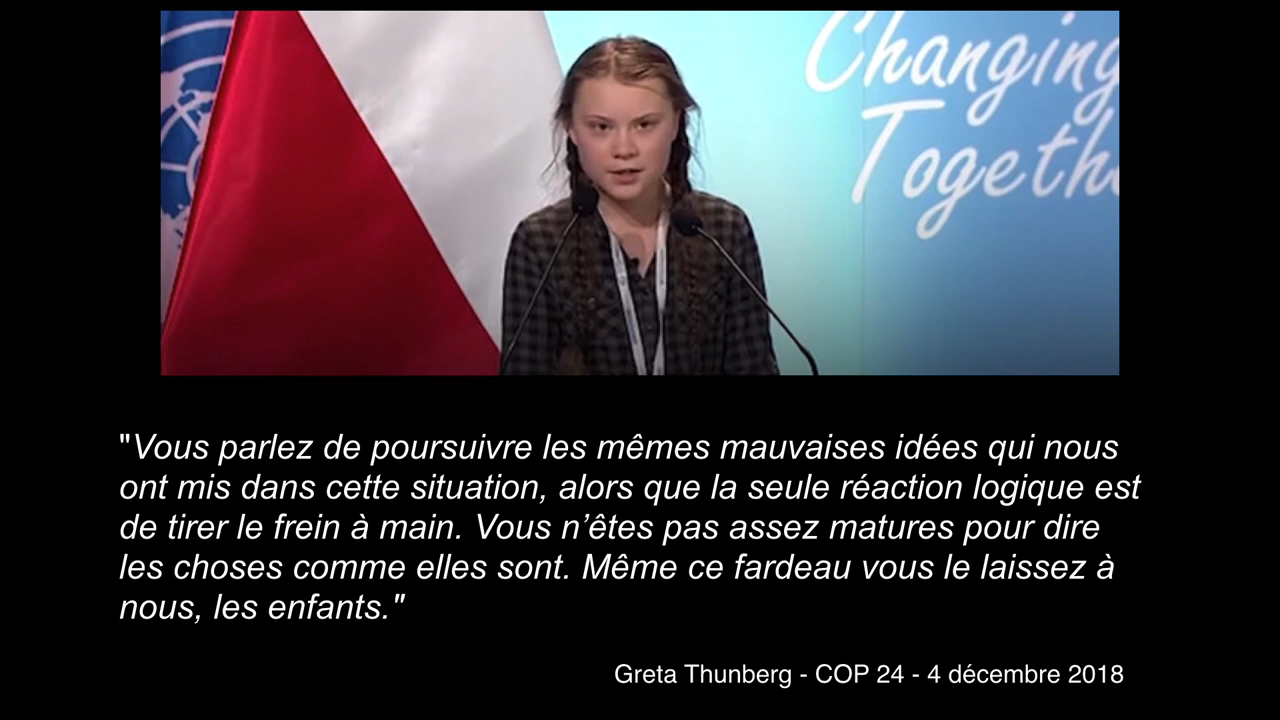 Changing
Togeth
"Vous parlez de poursuivre les mêmes mauvaises idées qui nous
ont mis dans cette situation, alors que la seule réaction logique est
de tirer le frein à main. Vous n’êtes pas assez matures pour dire
les choses comme elles sont. Même ce fardeau vous le laissez à
nous, les enfants."
Greta Thunberg - COP 24 - 4 décembre 2018